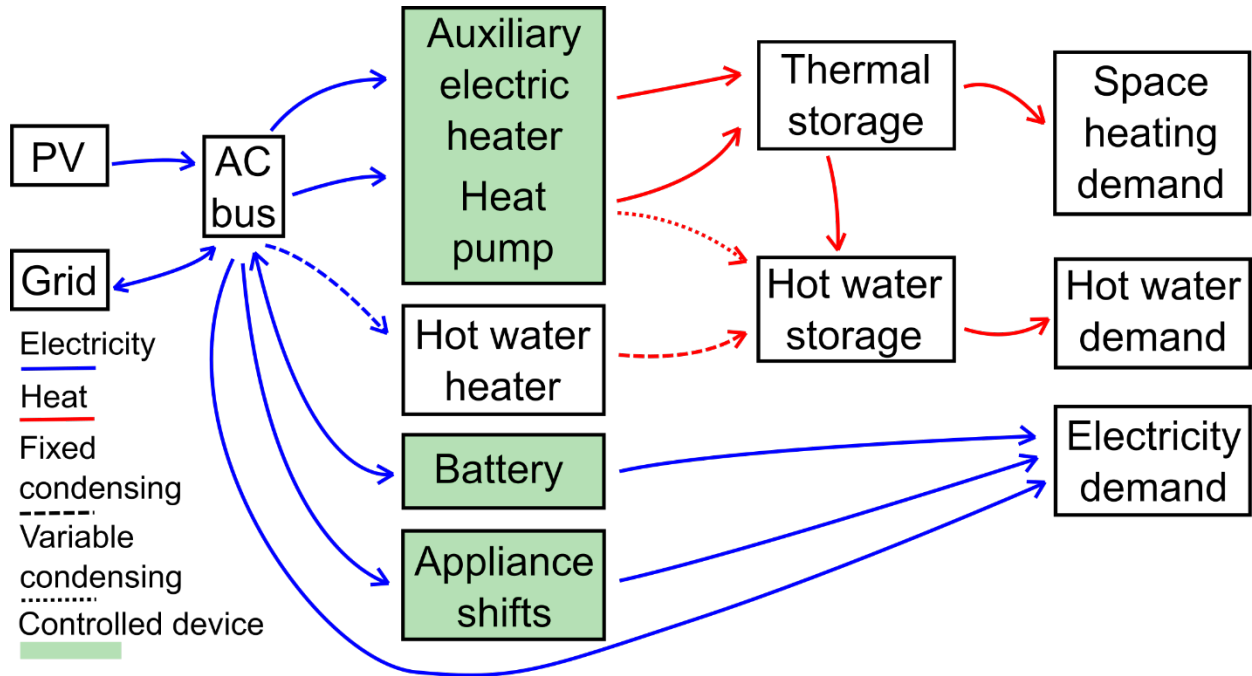 PV
Grid
Electricity
Heat
Fixed
condensing
Variable
condensing
Controlled device
AC
bus
Auxiliary
electric
heater
Heat
pump
Hot water
heater
Battery
Appliance
shifts
Thermal
storage
Hot water
storage
Space
heating
demand
Hot water
demand
Electricity
demand